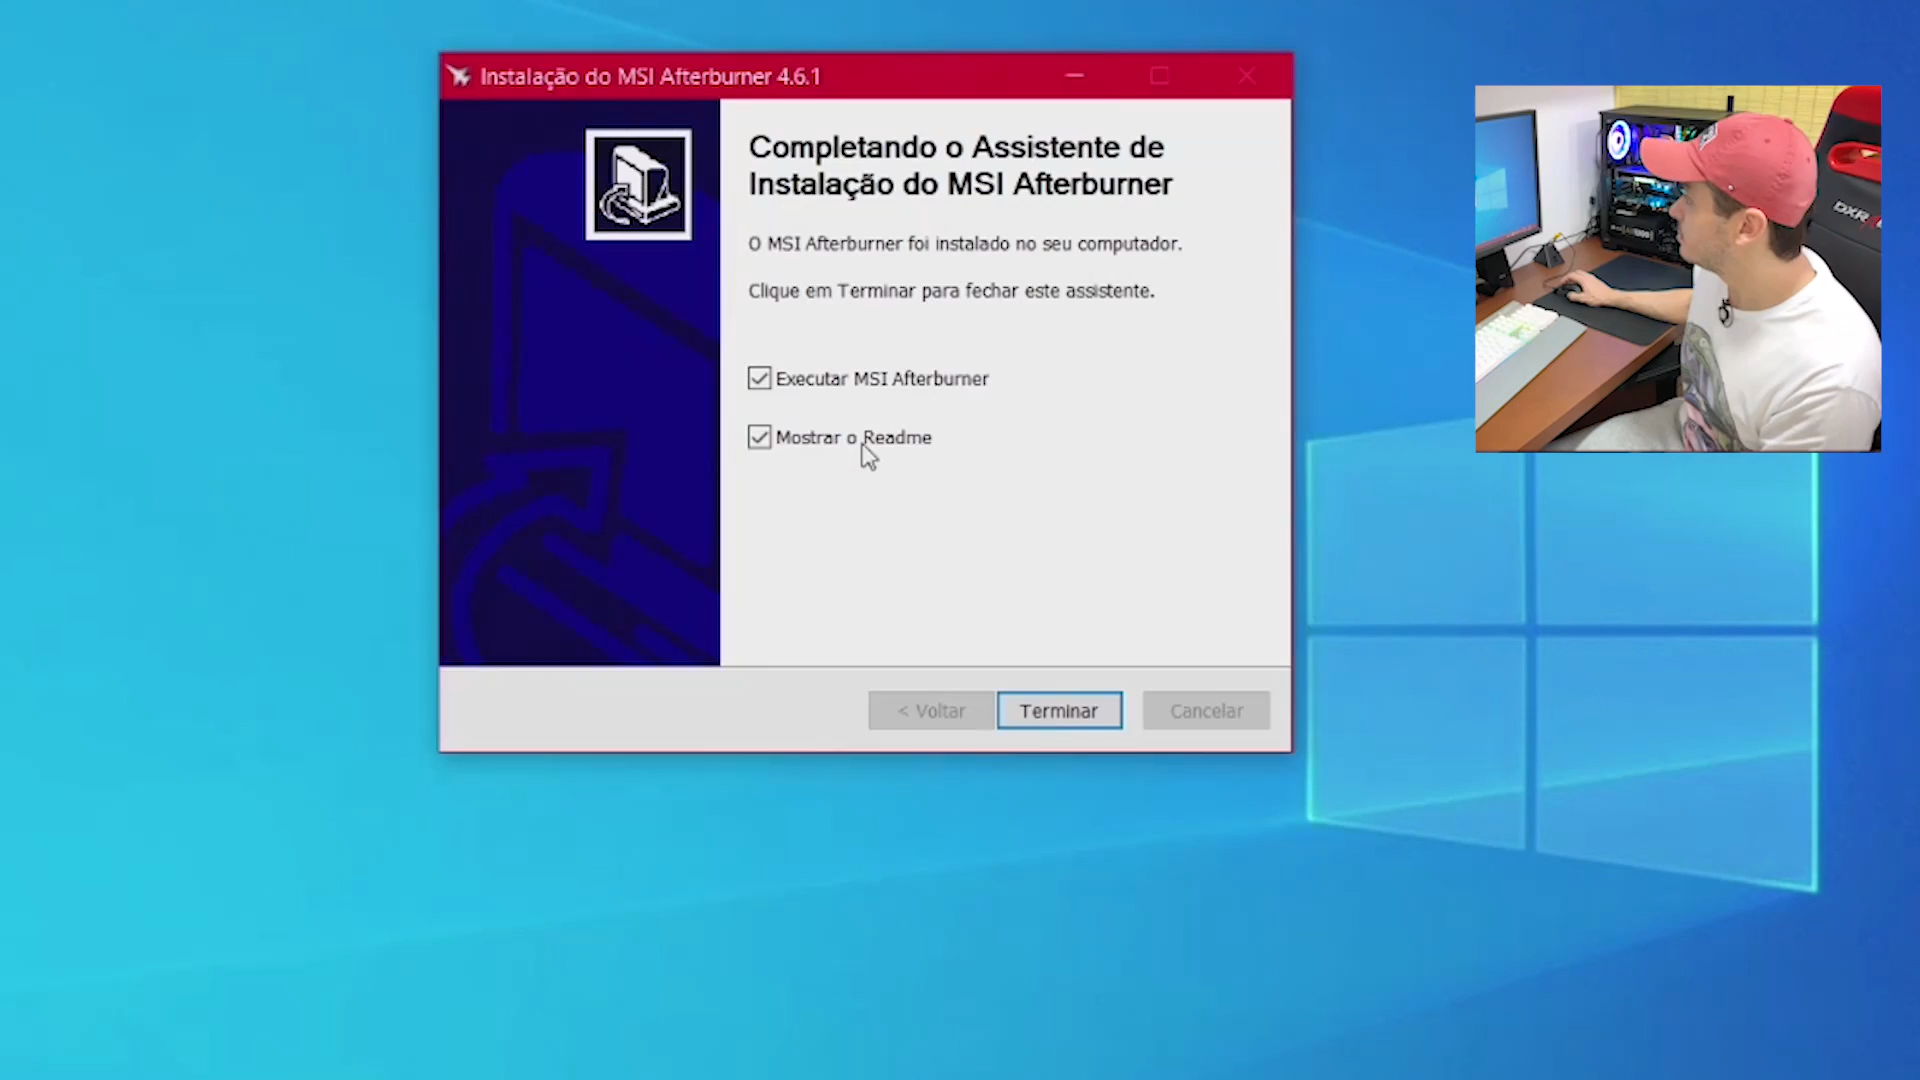 Instalação do MSI Afterburner 4.6.1
Completando o Assistente de
Instalação do MSI Afterburner
O MSI Afterburner foi instalado no seu computador.
Clique em Terminar para fechar este assistente.
Executar MSI Afterburner
Mostrar o Readme
< Voltar
Terminar
Cancelar
DXR